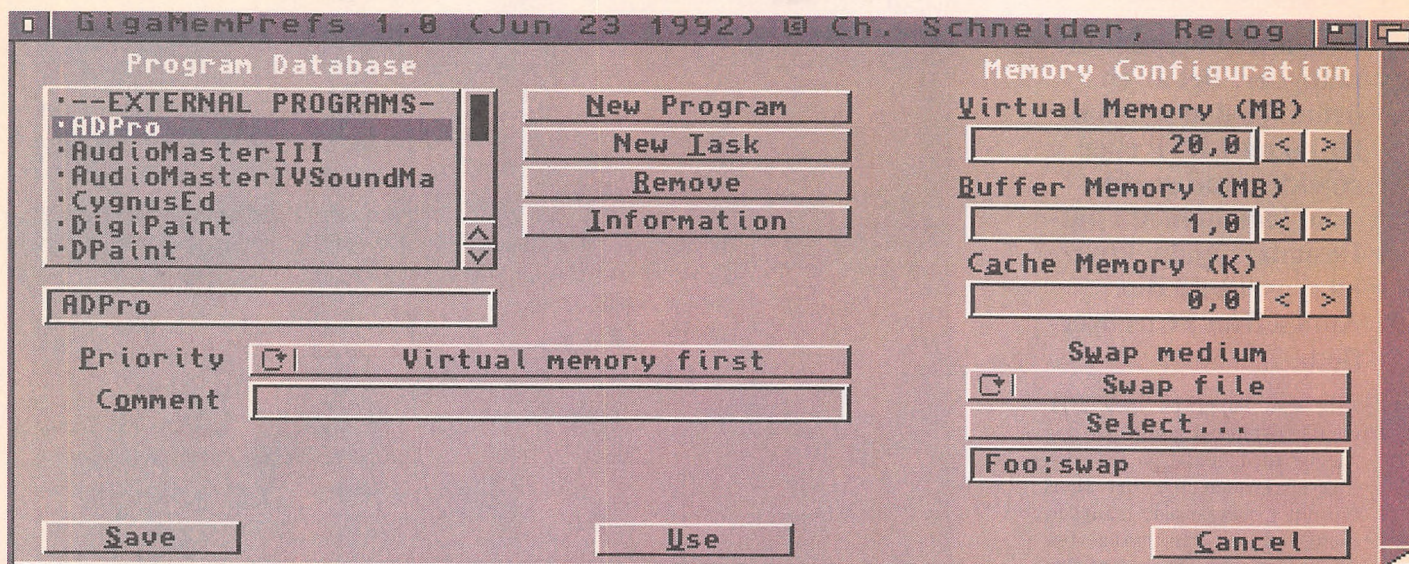 GigaMemPrefs 1.0 (Jun 23 1992) © Ch. Schneider, Relog
Program Database
·--EXTERNAL PROGRAMS-
·ADPro
·AudioMasterIII
·AudioMasterIVSoundMa
·CygnusEd
·DigiPaint
·DPaint
ADPro
New Program
New Task
Remove
Information
Priority
Virtual memory first
Comment
Memory Configuration
Virtual Memory (MB)
20,0 < >
Buffer Memory (MB)
1,0 < >
Cache Memory (K)
0,0 < >
Swap medium
Swap file
Select...
Foo:swap
Save
Use
Cancel